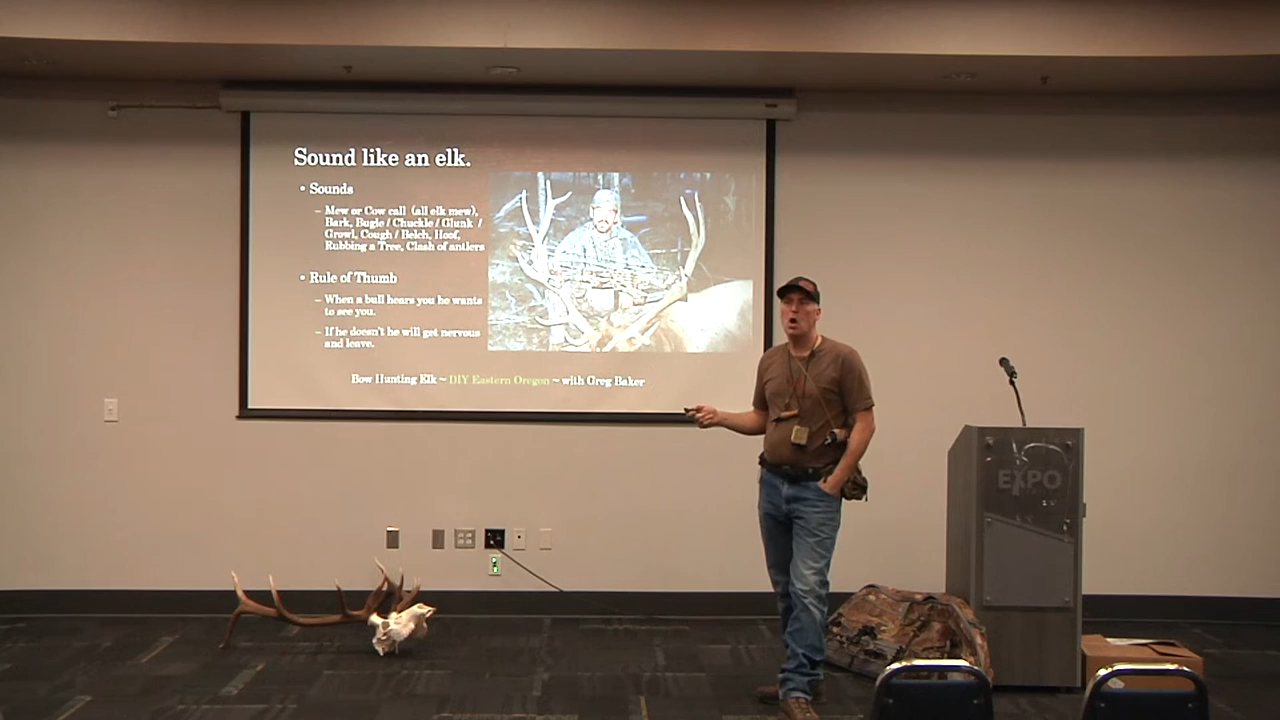 Sound like an elk.
• Sounds
– Mew or Cow call (all elk mew),
Bark, Bugle / Chuckle / Glunk /
Growl, Cough / Belch, Hoof,
Rubbing a Tree, Clash of antlers
• Rule of Thumb
– When a bull hears you he wants
to see you.
– If he doesn't he will get nervous
and leave.
Bow Hunting Elk ~ DIY Eastern Oregon ~ with Greg Baker
EXPO